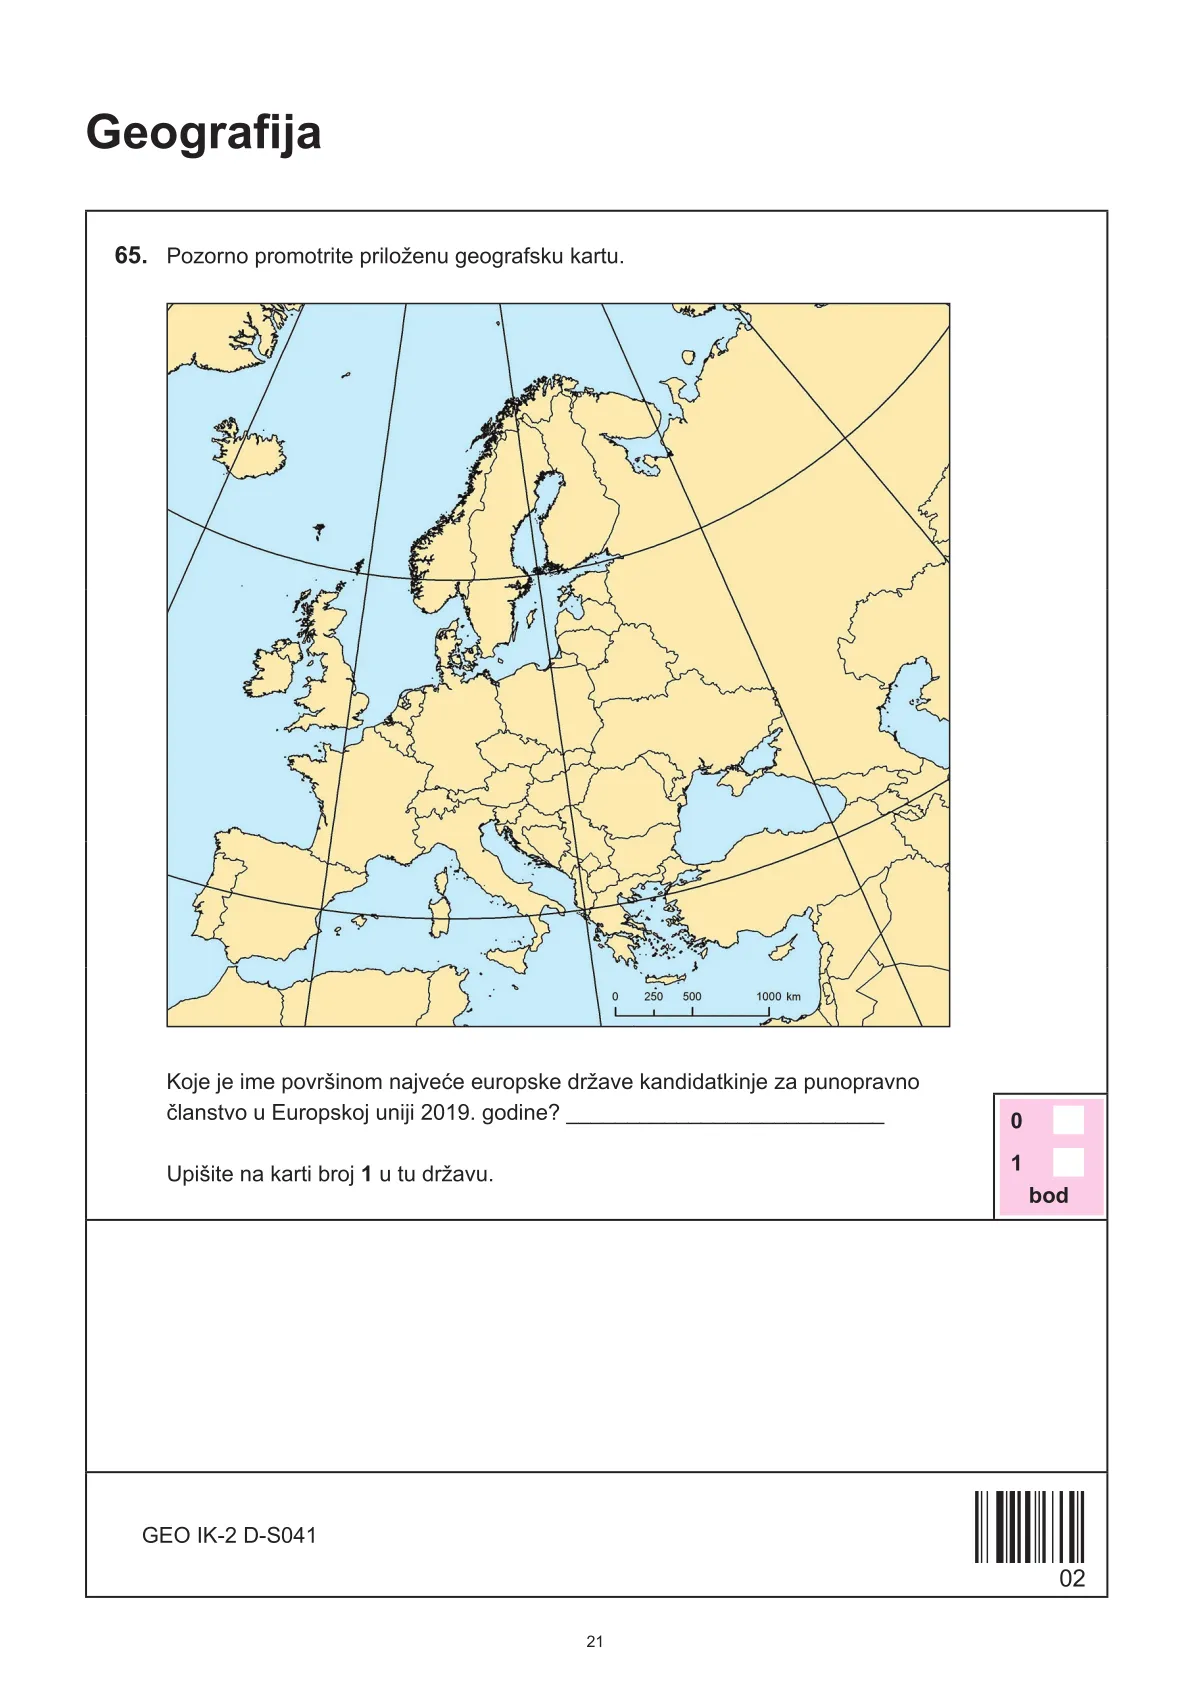 Geografija
65. Pozorno promotrite priloženu geografsku kartu.
0 250 500 1000 km
Koje je ime površinom najveće europske države kandidatkinje za punopravno
članstvo u Europskoj uniji 2019. godine? __________________________
Upišite na karti broj 1 u tu državu.
0
1
bod
GEO IK-2 D-S041
02
21